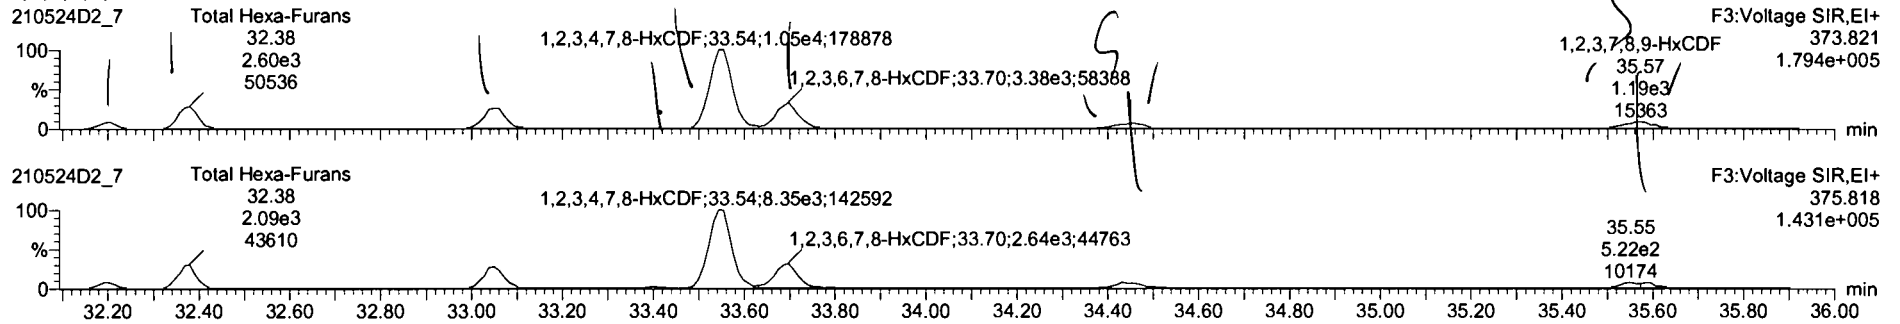 210524D2_7 Total Hexa-Furans F3:Voltage SIR,EI+
32.38 373.821
2.60e3 1.794e+005
50536
1,2,3,4,7,8-HxCDF;33.54;1.05e4;178878
1,2,3,6,7,8-HxCDF;33.70;3.38e3;58388
1,2,3,7,8,9-HxCDF
35.57
1.19e3
15363
100
%
0
min
210524D2_7 Total Hexa-Furans F3:Voltage SIR,EI+
32.38 375.818
2.09e3 1.431e+005
43610
1,2,3,4,7,8-HxCDF;33.54;8.35e3;142592
1,2,3,6,7,8-HxCDF;33.70;2.64e3;44763
35.55
5.22e2
10174
100
%
0
min
32.20 32.40 32.60 32.80 33.00 33.20 33.40 33.60 33.80 34.00 34.20 34.40 34.60 34.80 35.00 35.20 35.40 35.60 35.80 36.00